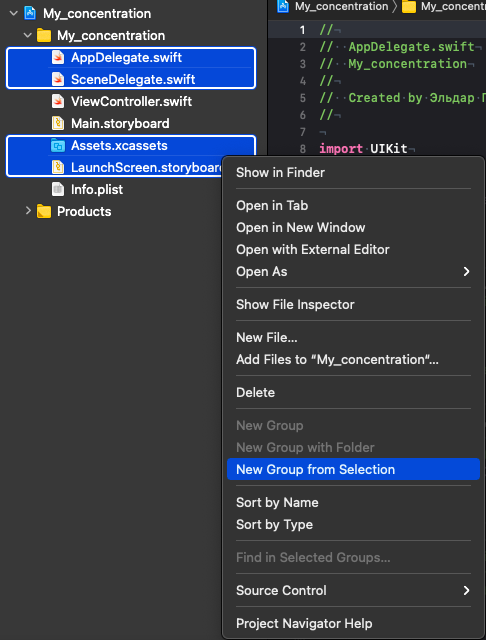 My_concentration
My_concentration
AppDelegate.swift
SceneDelegate.swift
ViewController.swift
Main.storyboard
Assets.xcassets
LaunchScreen.storyboard
Info.plist
Products
My_concentration 〉 My_concentr
1 //¬
2 // AppDelegate.swift¬
3 // My_concentration
4 //
5 // Created by Эльдар
6 //¬
7 ¬
8 import UIKit¬
Show in Finder
Open in Tab
Open in New Window
Open with External Editor
Open As
Show File Inspector
New File...
Add Files to “My_concentration”...
Delete
New Group
New Group with Folder
New Group from Selection
Sort by Name
Sort by Type
Find in Selected Groups...
Source Control
Project Navigator Help